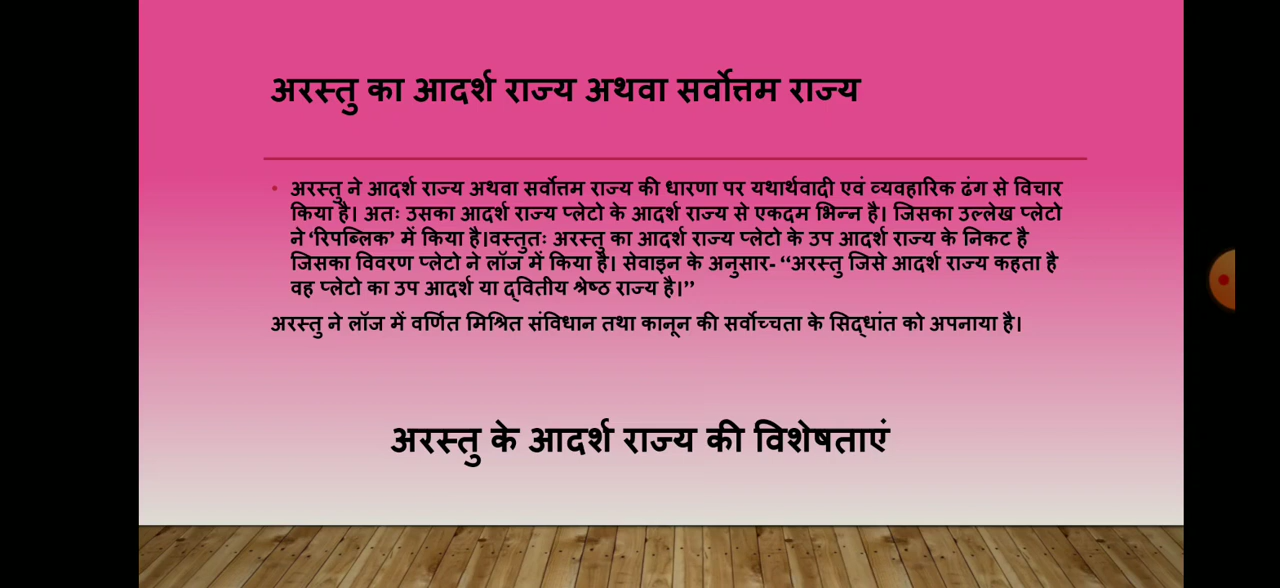 अरस्तु का आदर्श राज्य अथवा सर्वोत्तम राज्य
• अरस्तु ने आदर्श राज्य अथवा सर्वोत्तम राज्य की धारणा पर यथार्थवादी एवं व्यवहारिक ढंग से विचार
किया है। अतः उसका आदर्श राज्य प्लेटो के आदर्श राज्य से एकदम भिन्न है। जिसका उल्लेख प्लेटो
ने ‘रिपब्लिक’ में किया है।वस्तुतः अरस्तु का आदर्श राज्य प्लेटो के उप आदर्श राज्य के निकट है
जिसका विवरण प्लेटो ने लॉज में किया है। सेवाइन के अनुसार- “अरस्तु जिसे आदर्श राज्य कहता है
वह प्लेटो का उप आदर्श या द्वितीय श्रेष्ठ राज्य है।”
अरस्तु ने लॉज में वर्णित मिश्रित संविधान तथा कानून की सर्वोच्चता के सिद्धांत को अपनाया है।
अरस्तु के आदर्श राज्य की विशेषताएं